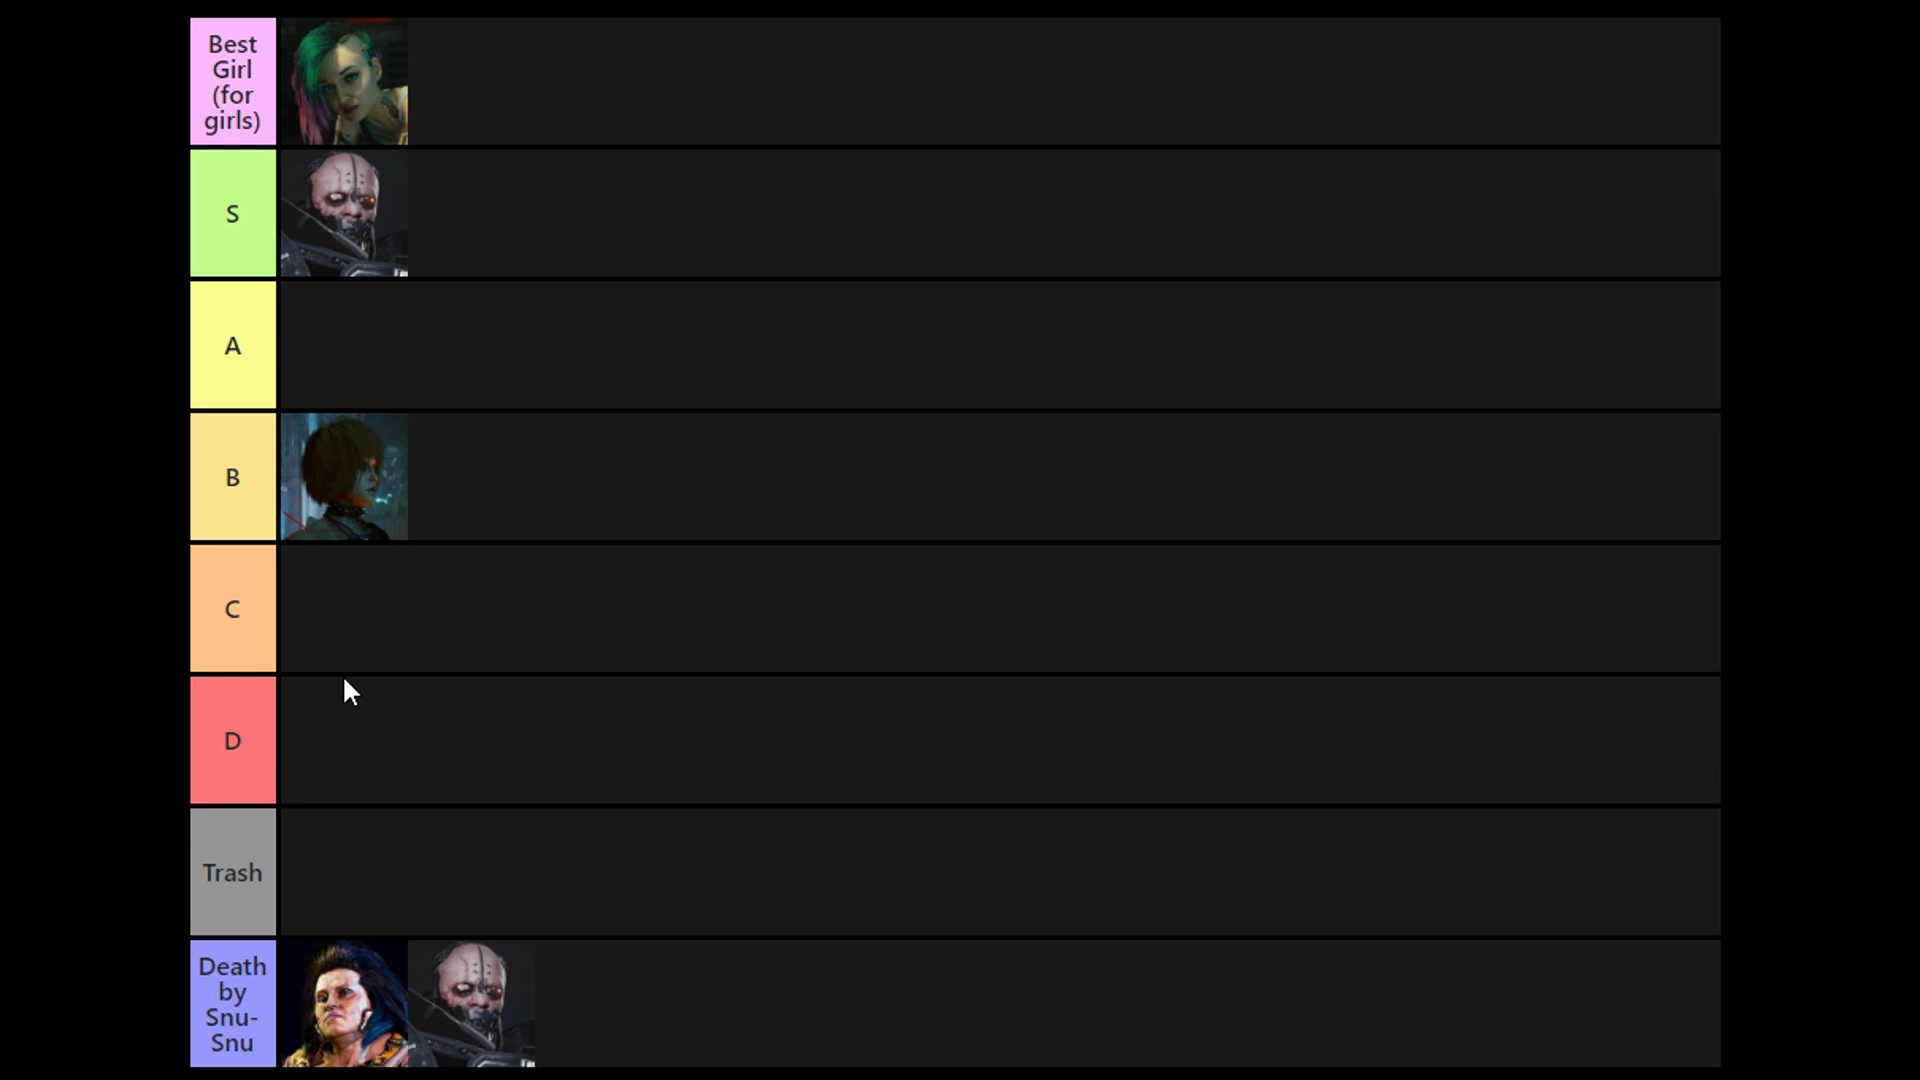 Best
Girl
(for
girls)
S
A
B
C
D
Trash
Death
by
Snu-
Snu